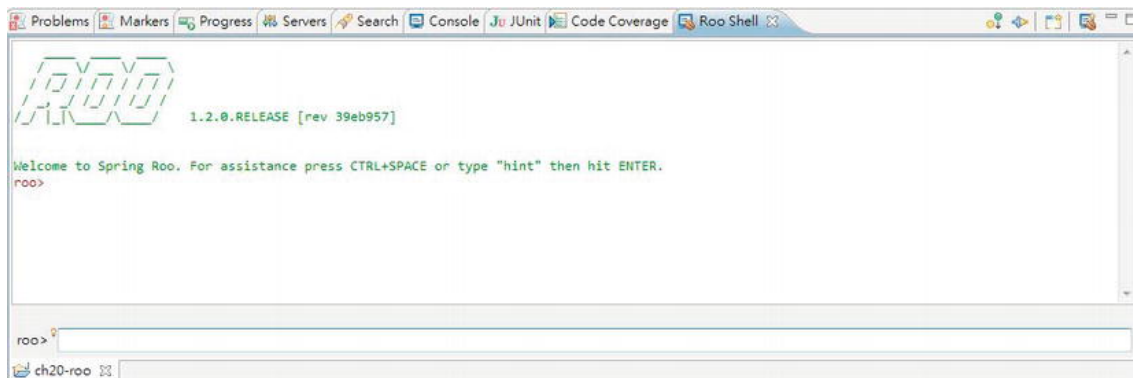 Problems Markers Progress Servers Search Console JUnit Code Coverage Roo Shell
ROO
1.2.0.RELEASE [rev 39eb957]
Welcome to Spring Roo. For assistance press CTRL+SPACE or type "hint" then hit ENTER.
roo>
roo>
ch20-roo